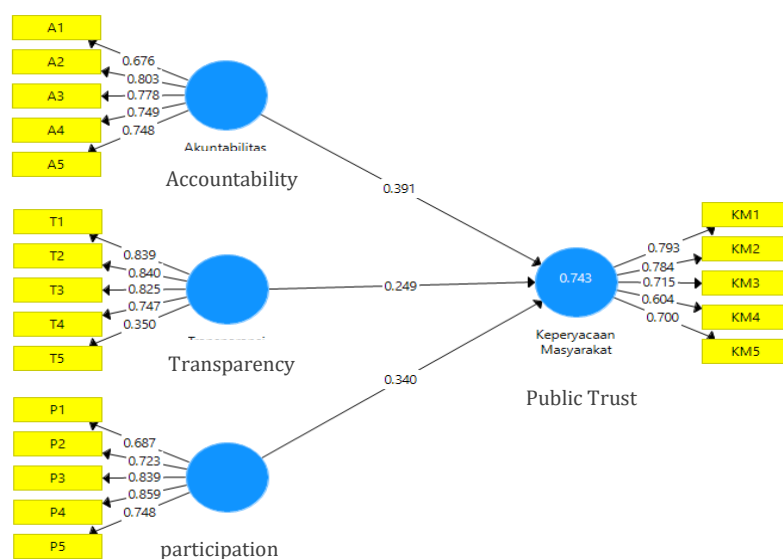 A1
A2
A3
A4
A5
0.676
0.803
0.778
0.749
0.748
Akuntabilitas
Accountability
0.391
T1
T2
T3
T4
T5
0.839
0.840
0.825
0.747
0.350
Transparency
0.249
P1
P2
P3
P4
P5
0.687
0.723
0.839
0.859
0.748
participation
0.340
0.743
Keperyacaan
Masyarakat
Public Trust
0.793
0.784
0.715
0.604
0.700
KM1
KM2
KM3
KM4
KM5